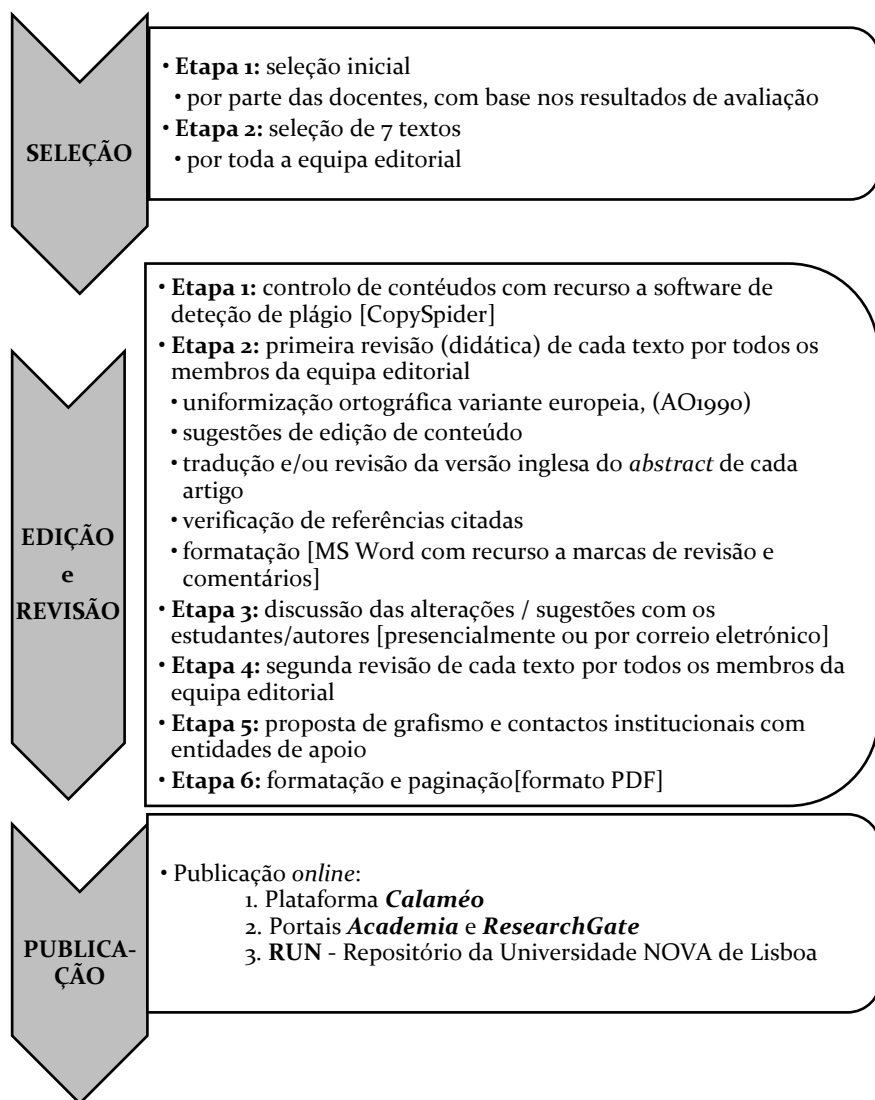 SELEÇÃO
• Etapa 1: seleção inicial
• por parte das docentes, com base nos resultados de avaliação
• Etapa 2: seleção de 7 textos
• por toda a equipa editorial
EDIÇÃO
e
REVISÃO
• Etapa 1: controlo de contéudos com recurso a software de
deteção de plágio [CopySpider]
• Etapa 2: primeira revisão (didática) de cada texto por todos os
membros da equipa editorial
• uniformização ortográfica variante europeia, (AO1990)
• sugestões de edição de conteúdo
• tradução e/ou revisão da versão inglesa do abstract de cada
artigo
• verificação de referências citadas
• formatação [MS Word com recurso a marcas de revisão e
comentários]
• Etapa 3: discussão das alterações / sugestões com os
estudantes/autores [presencialmente ou por correio eletrónico]
• Etapa 4: segunda revisão de cada texto por todos os membros da
equipa editorial
• Etapa 5: proposta de grafismo e contactos institucionais com
entidades de apoio
• Etapa 6: formatação e paginação[formato PDF]
PUBLICA-
ÇÃO
• Publicação online:
1. Plataforma Calaméo
2. Portais Academia e ResearchGate
3. RUN - Repositório da Universidade NOVA de Lisboa